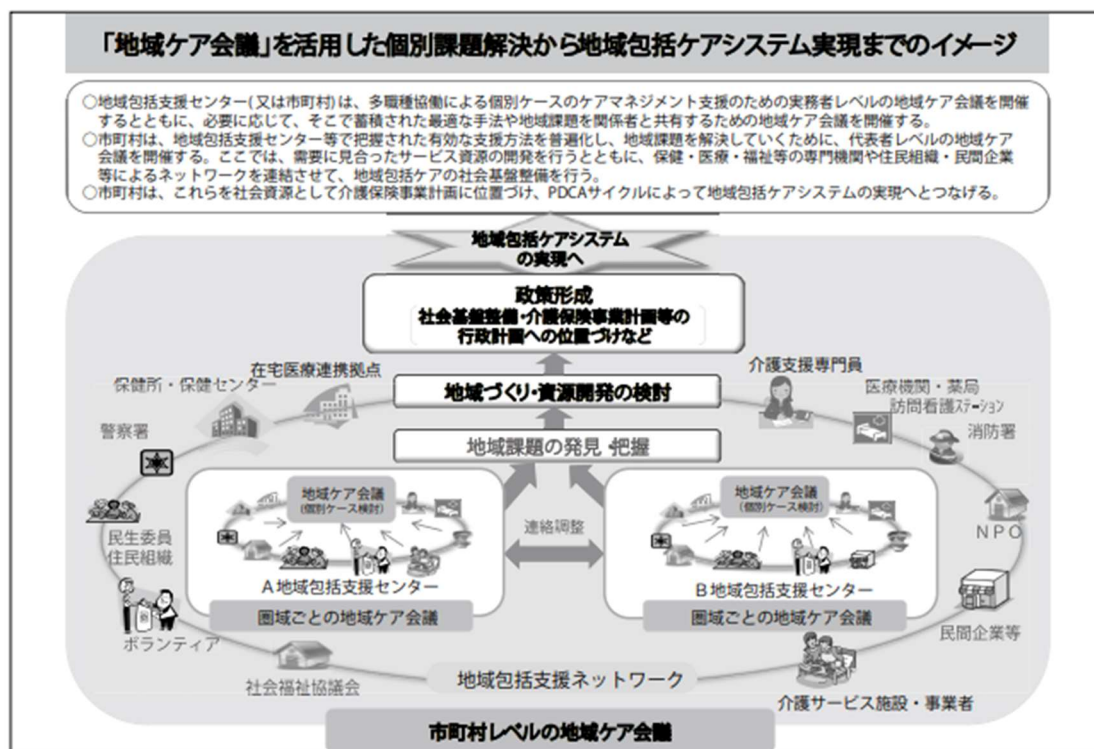 「地域ケア会議」を活用した個別課題解決から地域包括ケアシステム実現までのイメージ
○地域包括支援センター(又は市町村)は、多職種協働による個別ケースのケアマネジメント支援のための実務者レベルの地域ケア会議を開催
するとともに、必要に応じて、そこで蓄積された最適な手法や地域課題を関係者と共有するための地域ケア会議を開催する。
○市町村は、地域包括支援センター等で把握された有効な支援方法を普遍化し、地域課題を解決していくために、代表者レベルの地域ケア
会議を開催する。ここでは、需要に見合ったサービス資源の開発を行うとともに、保健・医療・福祉等の専門機関や住民組織・民間企業
等によるネットワークを連結させて、地域包括ケアの社会基盤整備を行う。
○市町村は、これらを社会資源として介護保険事業計画に位置づけ、PDCAサイクルによって地域包括ケアシステムの実現へとつなげる。
地域包括ケアシステム
の実現へ
政策形成
社会基盤整備・介護保険事業計画等の
行政計画への位置づけなど
地域づくり・資源開発の検討
地域課題の発見・把握
在宅医療連携拠点
保健所・保健センター
警察署
民生委員
住民組織
ボランティア
社会福祉協議会
介護支援専門員
医療機関・薬局
訪問看護ステーション
消防署
NPO
民間企業等
介護サービス施設・事業者
地域ケア会議
(個別ケース検討)
A地域包括支援センター
圏域ごとの地域ケア会議
連絡調整
地域ケア会議
(個別ケース検討)
B地域包括支援センター
圏域ごとの地域ケア会議
地域包括支援ネットワーク
市町村レベルの地域ケア会議